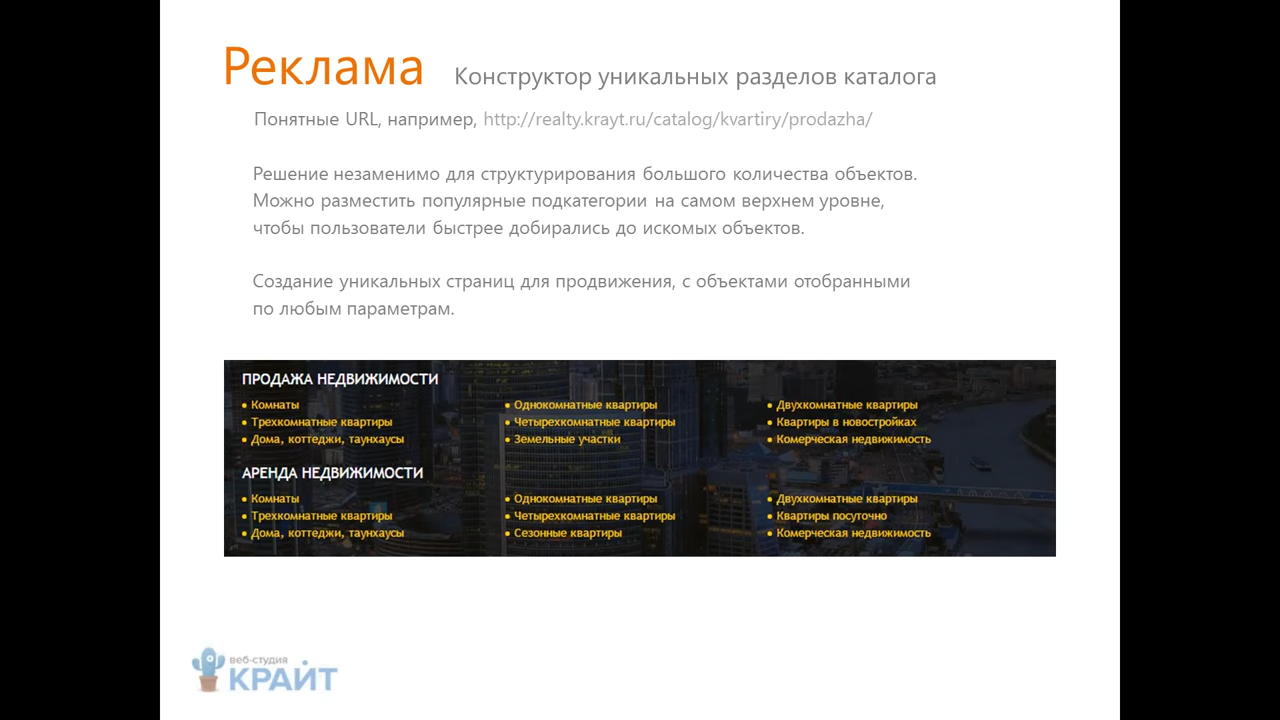 Реклама Конструктор уникальных разделов каталога
Понятные URL, например, http://realty.krayt.ru/catalog/kvartiry/prodazha/
Решение незаменимо для структурирования большого количества объектов.
Можно разместить популярные подкатегории на самом верхнем уровне,
чтобы пользователи быстрее добирались до искомых объектов.
Создание уникальных страниц для продвижения, с объектами отобранными
по любым параметрам.
ПРОДАЖА НЕДВИЖИМОСТИ
• Комнаты • Однокомнатные квартиры • Двухкомнатные квартиры
• Трехкомнатные квартиры • Четырехкомнатные квартиры • Квартиры в новостройках
• Дома, коттеджи, таунхаусы • Земельные участки • Комерческая недвижимость
АРЕНДА НЕДВИЖИМОСТИ
• Комнаты • Однокомнатные квартиры • Двухкомнатные квартиры
• Трехкомнатные квартиры • Четырехкомнатные квартиры • Квартиры посуточно
• Дома, коттеджи, таунхаусы • Сезонные квартиры • Комерческая недвижимость
веб-студия
КРАЙТ